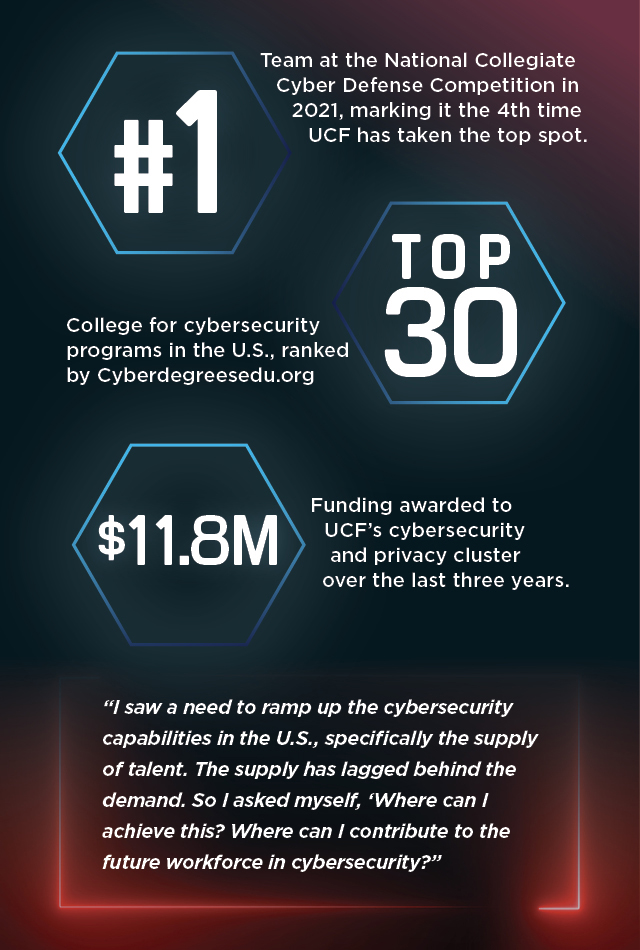 #1
Team at the National Collegiate
Cyber Defense Competition in
2021, marking it the 4th time
UCF has taken the top spot.
TOP
30
College for cybersecurity
programs in the U.S., ranked
by Cyberdegreesedu.org
$11.8M
Funding awarded to
UCF’s cybersecurity
and privacy cluster
over the last three years.
“I saw a need to ramp up the cybersecurity
capabilities in the U.S., specifically the supply
of talent. The supply has lagged behind the
demand. So I asked myself, ‘Where can I
achieve this? Where can I contribute to the
future workforce in cybersecurity?”